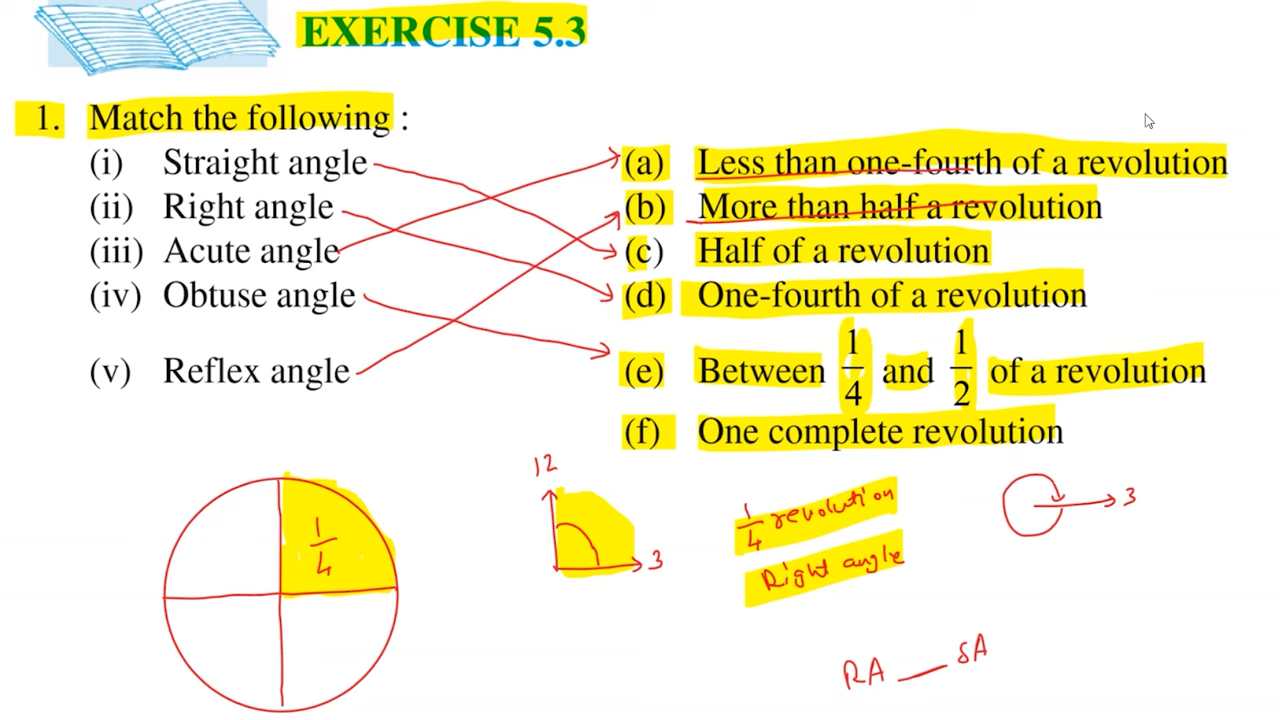 EXERCISE 5.3
1. Match the following :
(i) Straight angle (a) Less than one-fourth of a revolution
(ii) Right angle (b) More than half a revolution
(iii) Acute angle (c) Half of a revolution
(iv) Obtuse angle (d) One-fourth of a revolution
(v) Reflex angle (e) Between 1/4 and 1/2 of a revolution
(f) One complete revolution
12
1/4
3
1/4 revolution
Right angle
3
RA __ SA